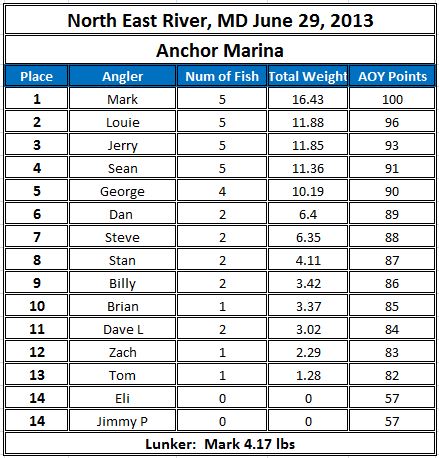 North East River, MD June 29, 2013
Anchor Marina
Place Angler Num of Fish Total Weight AOY Points
1 Mark 5 16.43 100
2 Louie 5 11.88 96
3 Jerry 5 11.85 93
4 Sean 5 11.36 91
5 George 4 10.19 90
6 Dan 2 6.4 89
7 Steve 2 6.35 88
8 Stan 2 4.11 87
9 Billy 2 3.42 86
10 Brian 1 3.37 85
11 Dave L 2 3.02 84
12 Zach 1 2.29 83
13 Tom 1 1.28 82
14 Eli 0 0 57
14 Jimmy P 0 0 57
Lunker: Mark 4.17 lbs